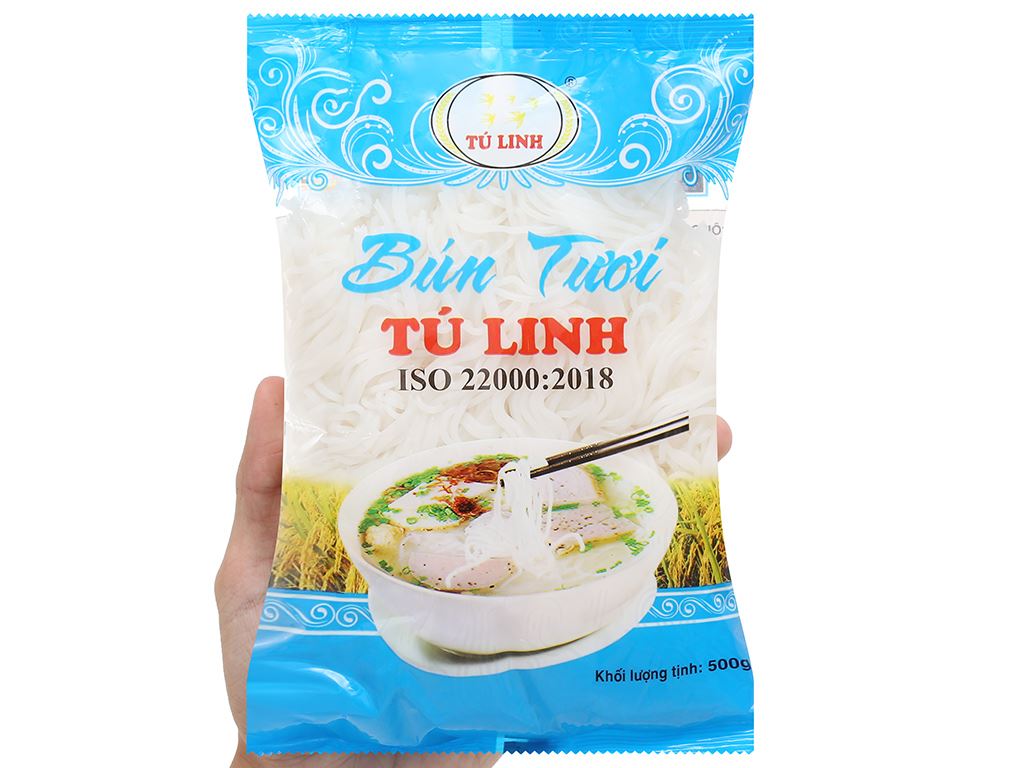 TÚ LINH
®
Bún Tươi
TÚ LINH
ISO 22000:2018
Khối lượng tịnh: 500g